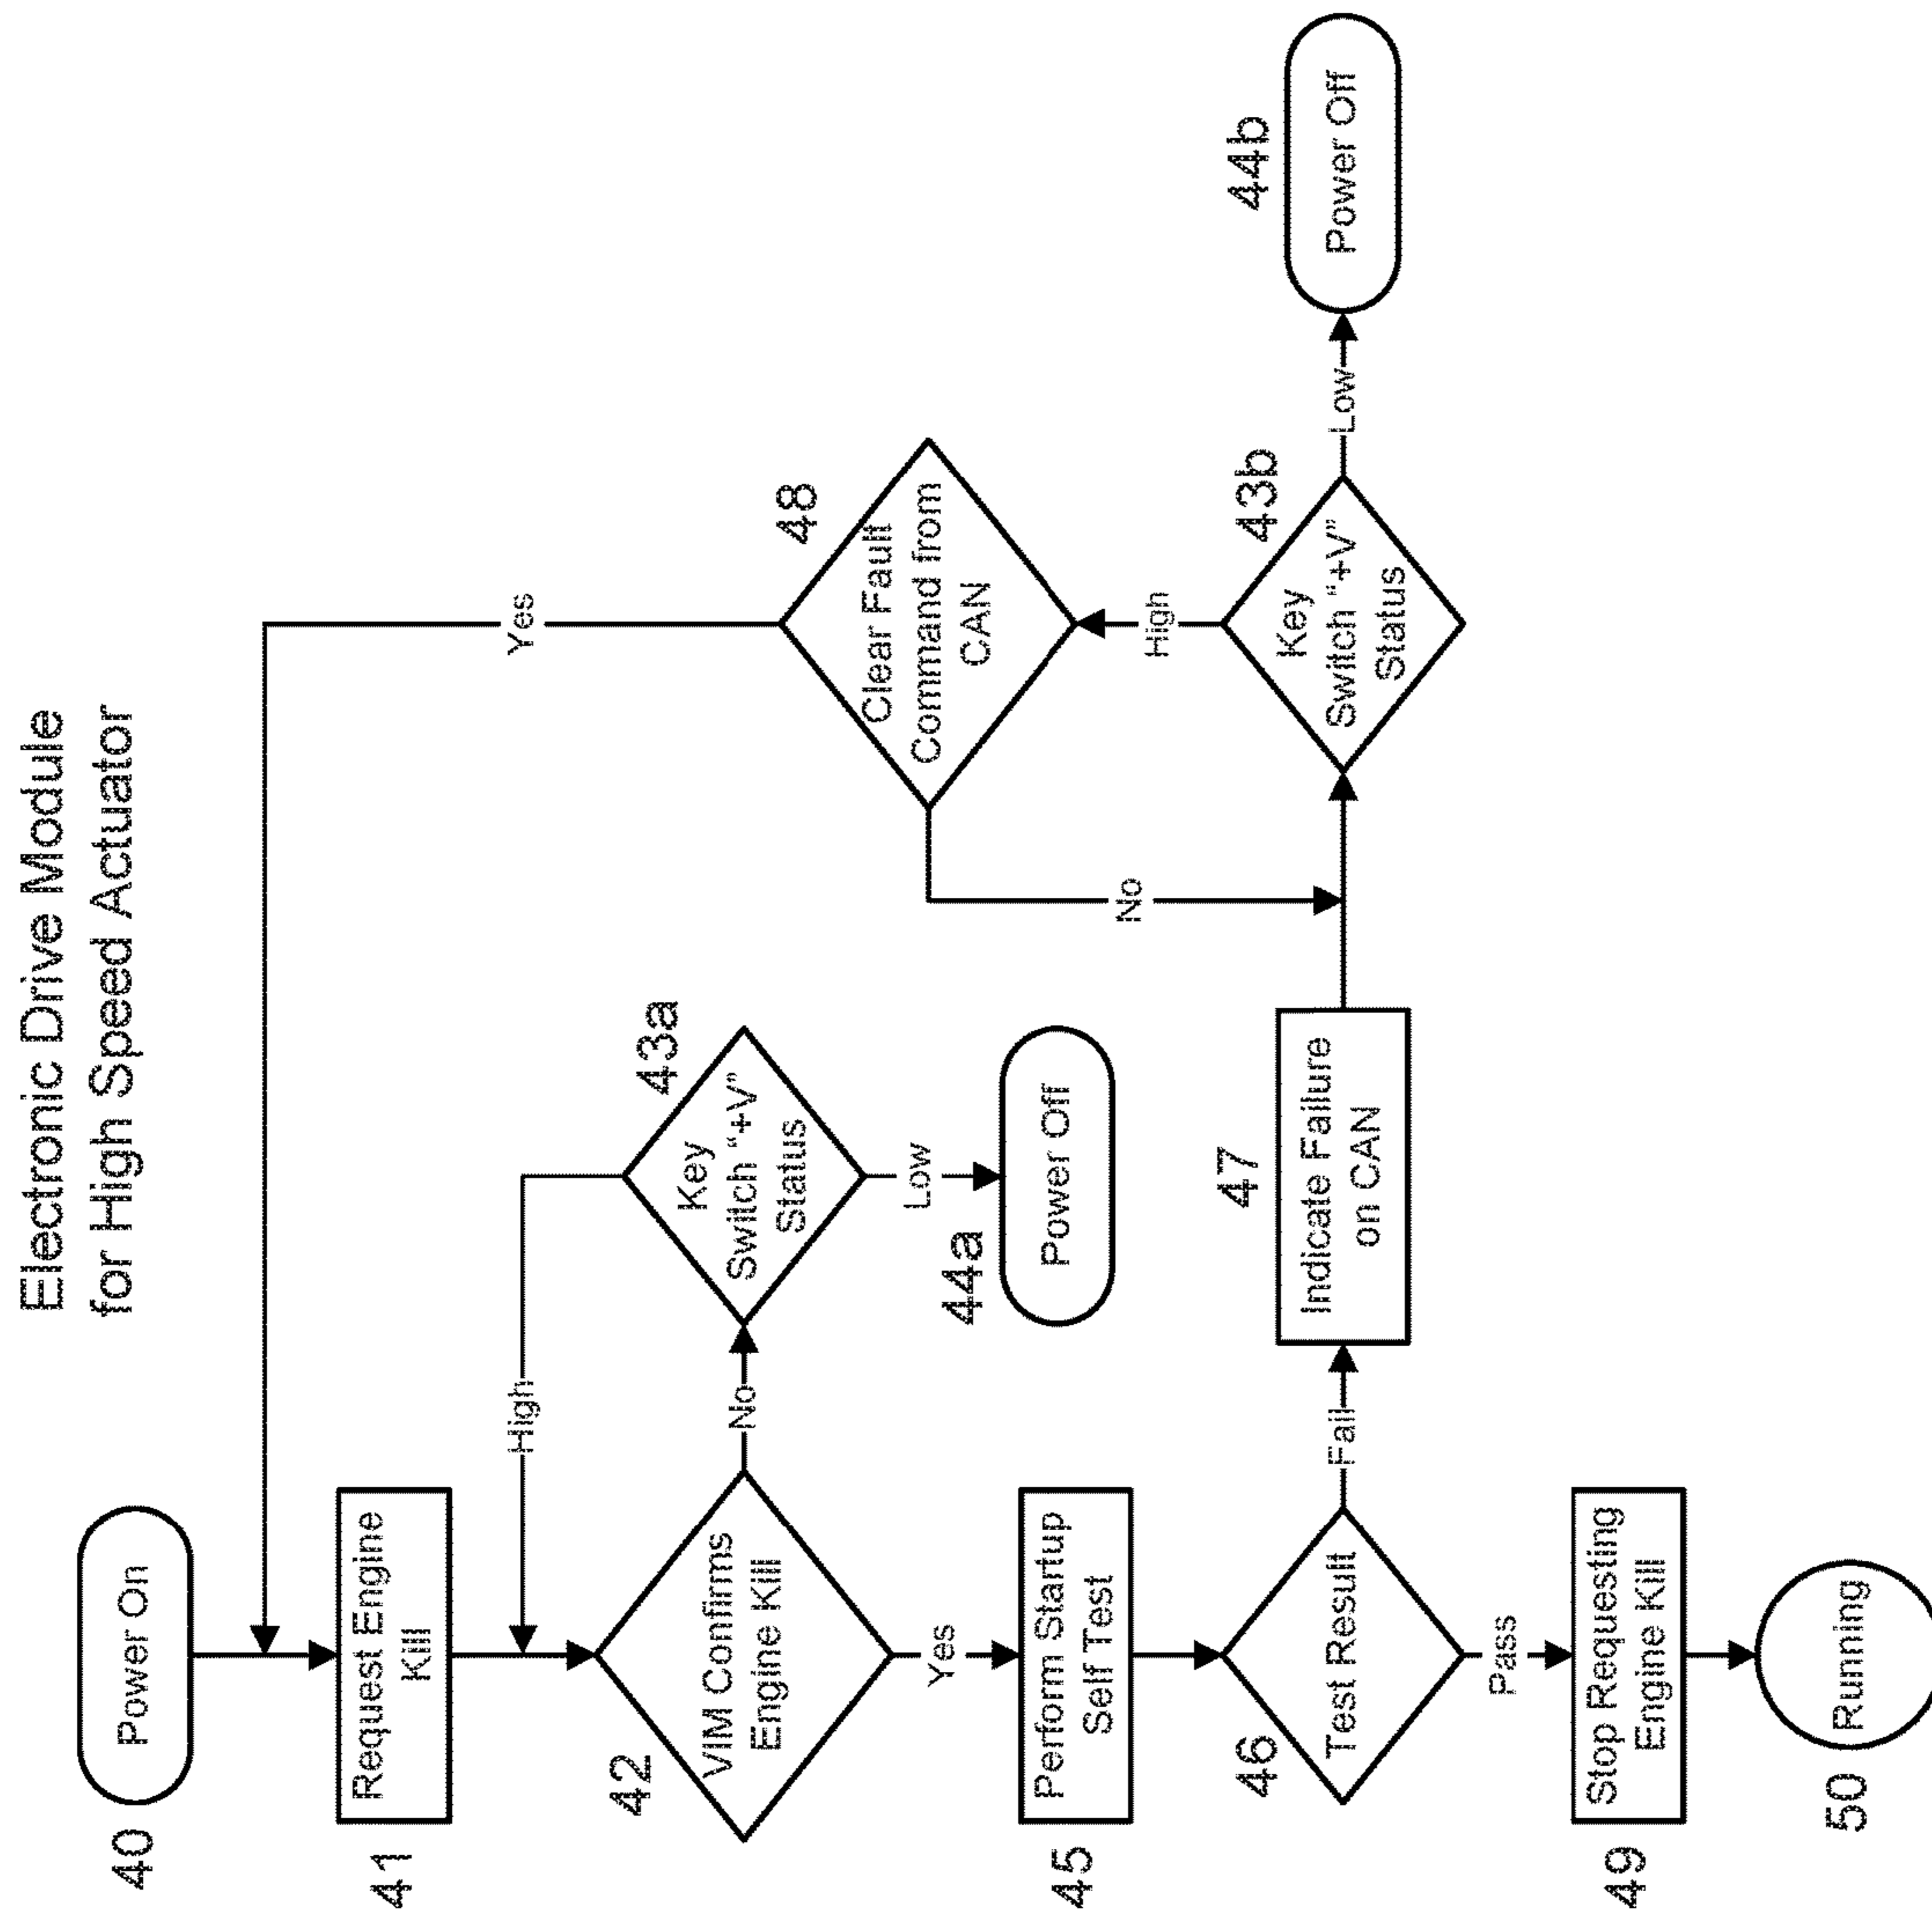 Electronic Drive Module
for High Speed Actuator
40
Power On
41
Request Engine
Kill
High
Yes
42
VIM Confirms
Engine Kill
No
43a
Key
Switch "+V"
Status
Low
44a
Power Off
Yes
45
Perform Startup
Self Test
46
Test Result
Fail
47
Indicate Failure
on CAN
No
48
Clear Fault
Command from
CAN
High
43b
Key
Switch "+V"
Status
Low
44b
Power Off
Pass
49
Stop Requesting
Engine Kill
50
Running